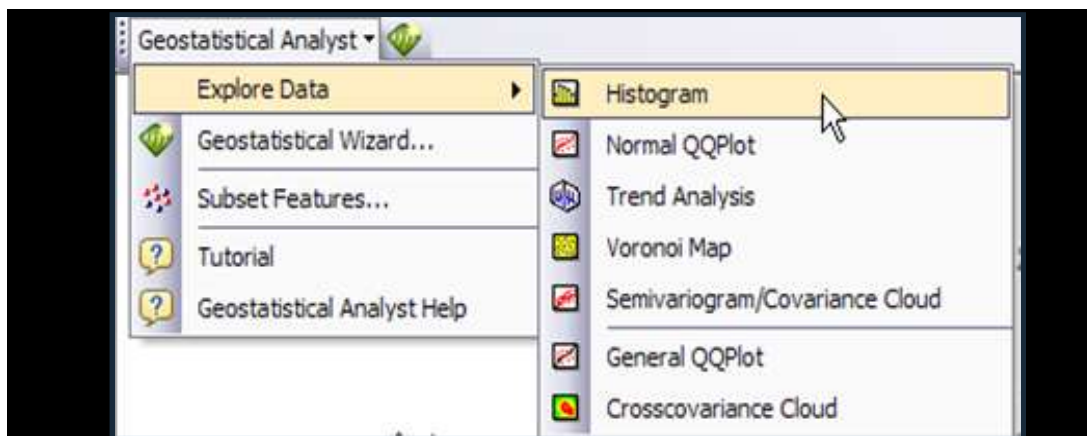 Geostatistical Analyst
Explore Data
Geostatistical Wizard...
Subset Features...
Tutorial
Geostatistical Analyst Help
Histogram
Normal QQPlot
Trend Analysis
Voronoi Map
Semivariogram/Covariance Cloud
General QQPlot
Crosscovariance Cloud